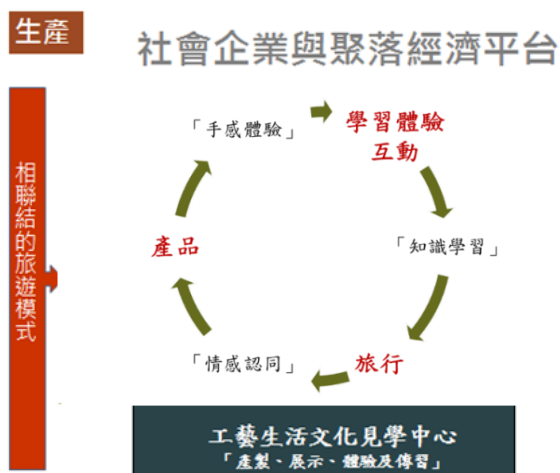 生產
社會企業與聚落經濟平台
相聯結的旅遊模式
「手感體驗」
學習體驗
互動
「知識學習」
旅行
「情感認同」
產品
工藝生活文化見學中心
「產製、展示、體驗及傳習」